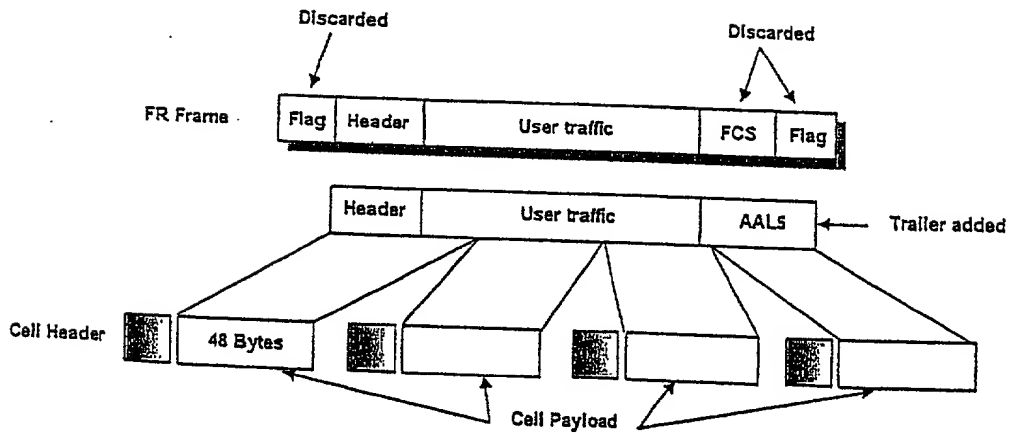 Discarded
Discarded
FR Frame
Flag
Header
User traffic
FCS
Flag
Header
User traffic
AAL5
Trailer added
Cell Header
48 Bytes
Cell Payload